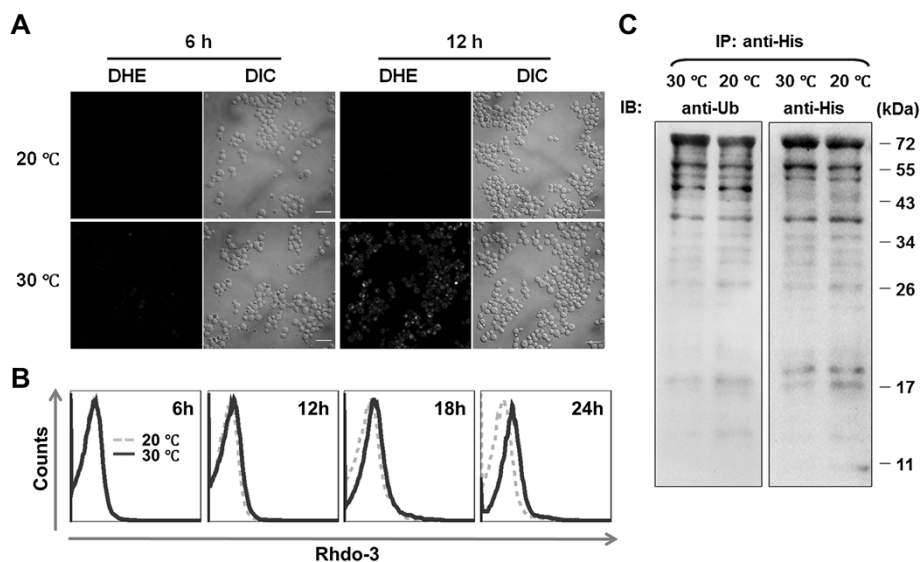 A
6 h
12 h
DHE
DIC
DHE
DIC
20 ℃
30 ℃
B
Counts
6h
12h
18h
24h
20 ℃
30 ℃
Rhdo-3
C
IP: anti-His
30 ℃ 20 ℃ 30 ℃ 20 ℃
IB: anti-Ub anti-His (kDa)
72
55
43
34
26
17
11